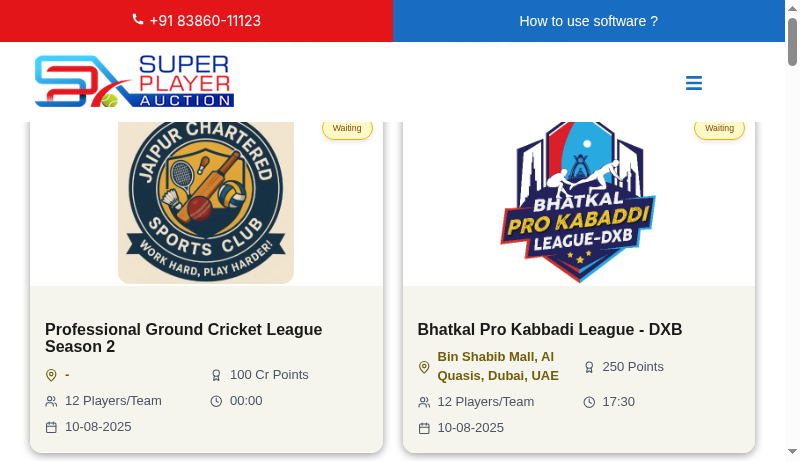 +91 83860-11123
How to use software ?
SUPER
PLAYER
AUCTION
Waiting
Waiting
JAIPUR CHARTERED
SPORTS CLUB
WORK HARD, PLAY HARDER!
BHATKAL
PRO KABADDI
LEAGUE-DXB
Professional Ground Cricket League
Season 2
-
100 Cr Points
12 Players/Team
00:00
10-08-2025
Bhatkal Pro Kabbadi League - DXB
Bin Shabib Mall, Al
Quasis, Dubai, UAE
250 Points
12 Players/Team
17:30
10-08-2025